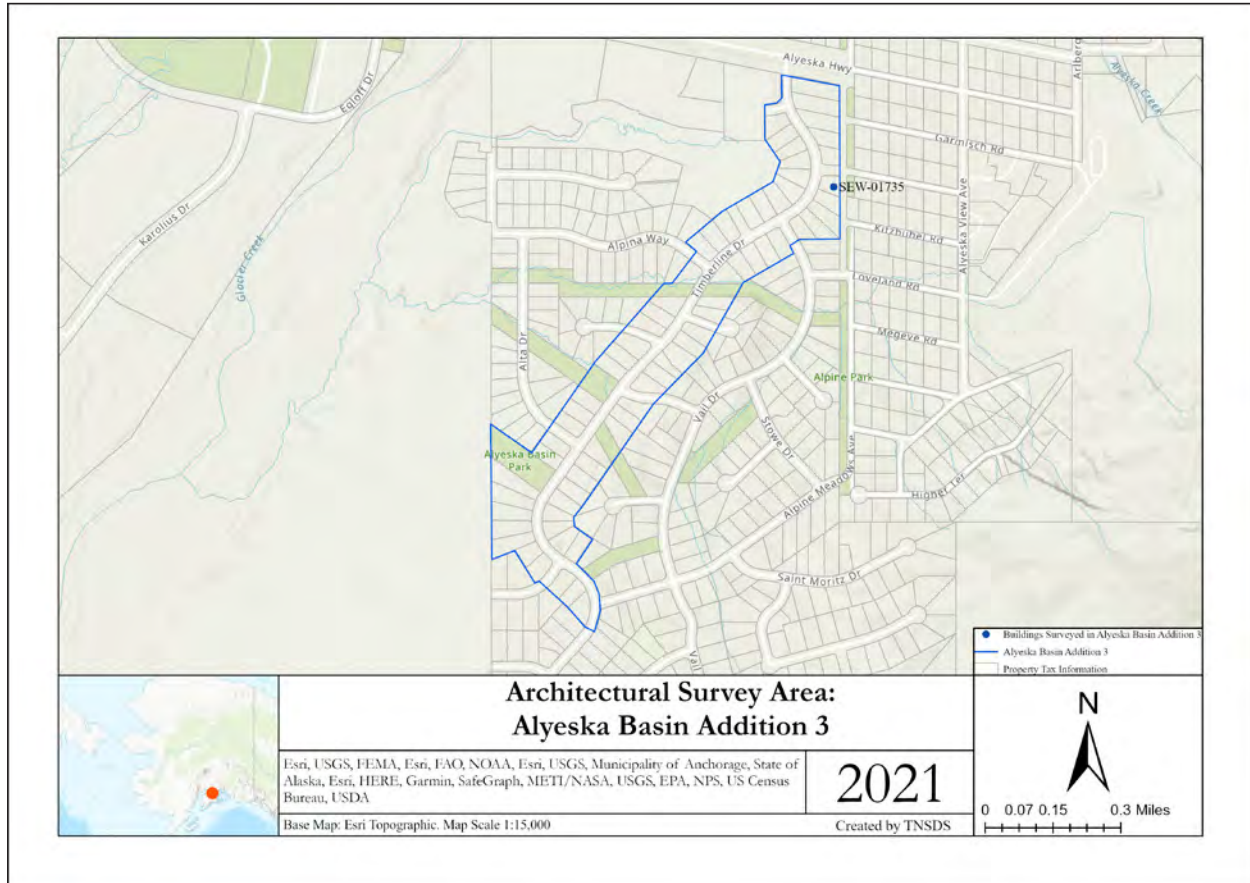 Alyeska Hwy
Arlberg
Alyeska Creek
Egloff Dr
Garmisch Rd
SEW-01735
Karolius Dr
Glacier Creek
Alpina Way
Timberline Dr
Kitzbuhel Rd
Alyeska View Ave
Loveland Rd
Megeve Rd
Alta Dr
Alpine Park
Vail Dr
Stowe Dr
Alyeska Basin
Park
Alpine Meadows Ave
Higher Ter
Saint Moritz Dr
Vail
Buildings Surveyed in Alyeska Basin Addition 3
Alyeska Basin Addition 3
Property Tax Information
Architectural Survey Area:
Alyeska Basin Addition 3
Esri, USGS, FEMA, Esri, FAO, NOAA, Esri, USGS, Municipality of Anchorage, State of
Alaska, Esri, HERE, Garmin, SafeGraph, METI/NASA, USGS, EPA, NPS, US Census
Bureau, USDA
2021
Base Map: Esri Topographic. Map Scale 1:15,000
Created by TNSDS
N
0 0.07 0.15 0.3 Miles